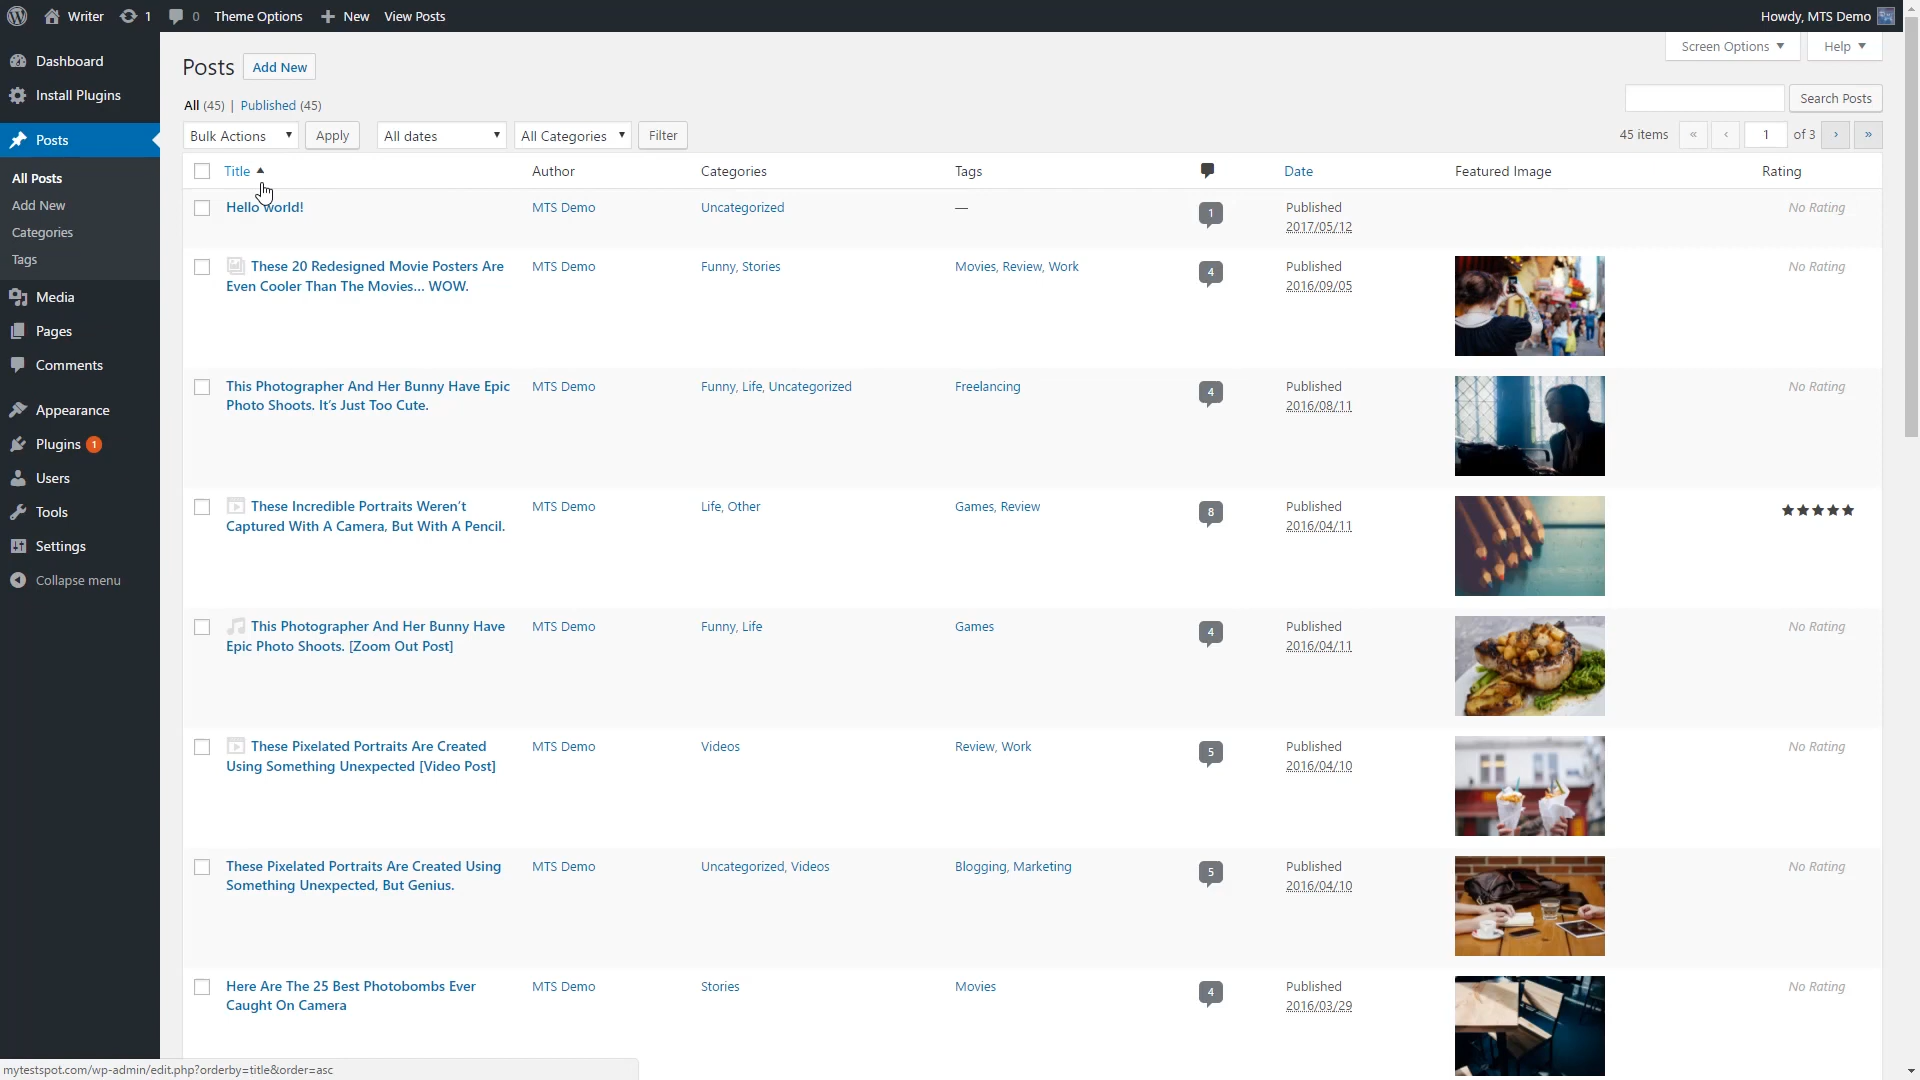 Writer 1 0 Theme Options New View Posts Howdy, MTS Demo
Screen Options Help
Dashboard
Install Plugins
Posts
All Posts
Add New
Categories
Tags
Media
Pages
Comments
Appearance
Plugins 1
Users
Tools
Settings
Collapse menu
Posts Add New
All (45) | Published (45)
Search Posts
Bulk Actions Apply All dates All Categories Filter 45 items « ‹ 1 of 3 › »
Title Author Categories Tags Date Featured Image Rating
Hello world! MTS Demo Uncategorized — 1 Published No Rating
2017/05/12
These 20 Redesigned Movie Posters Are MTS Demo Funny, Stories Movies, Review, Work 4 Published No Rating
Even Cooler Than The Movies... WOW. 2016/09/05
This Photographer And Her Bunny Have Epic MTS Demo Funny, Life, Uncategorized Freelancing 4 Published No Rating
Photo Shoots. It’s Just Too Cute. 2016/08/11
These Incredible Portraits Weren’t MTS Demo Life, Other Games, Review 8 Published ★★★★★
Captured With A Camera, But With A Pencil. 2016/04/11
This Photographer And Her Bunny Have MTS Demo Funny, Life Games 4 Published No Rating
Epic Photo Shoots. [Zoom Out Post] 2016/04/11
These Pixelated Portraits Are Created MTS Demo Videos Review, Work 5 Published No Rating
Using Something Unexpected [Video Post] 2016/04/10
These Pixelated Portraits Are Created Using MTS Demo Uncategorized, Videos Blogging, Marketing 5 Published No Rating
Something Unexpected, But Genius. 2016/04/10
Here Are The 25 Best Photobombs Ever MTS Demo Stories Movies 4 Published No Rating
Caught On Camera 2016/03/29
mytestspot.com/wp-admin/edit.php?orderby=title&order=asc